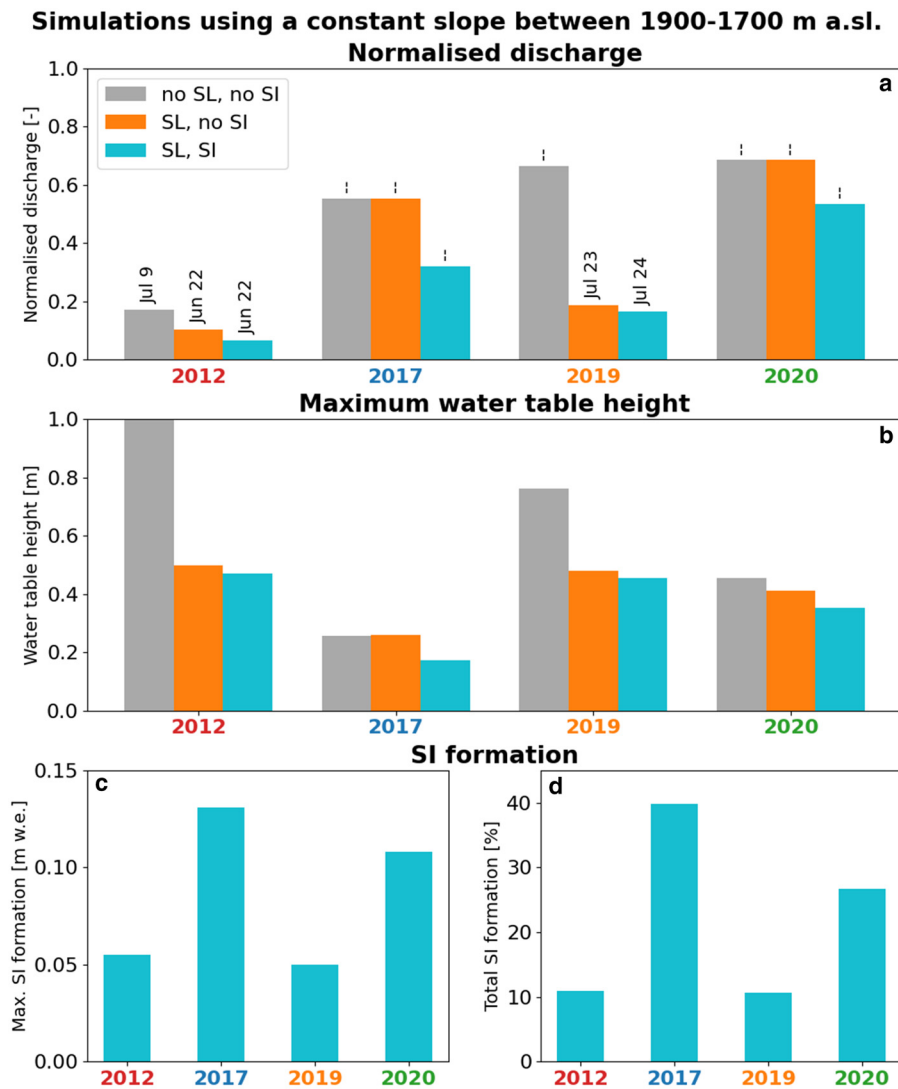 Simulations using a constant slope between 1900-1700 m a.sl.
Normalised discharge
a
Normalised discharge [-]
1.0
0.8
0.6
0.4
0.2
0.0
no SL, no SI
SL, no SI
SL, SI
Jul 9
Jun 22
Jun 22
Jul 23
Jul 24
2012 2017 2019 2020
Maximum water table height
b
Water table height [m]
1.0
0.8
0.6
0.4
0.2
0.0
2012 2017 2019 2020
SI formation
c
Max. SI formation [m w.e.]
0.15
0.10
0.05
0.00
2012 2017 2019 2020
d
Total SI formation [%]
40
30
20
10
0
2012 2017 2019 2020